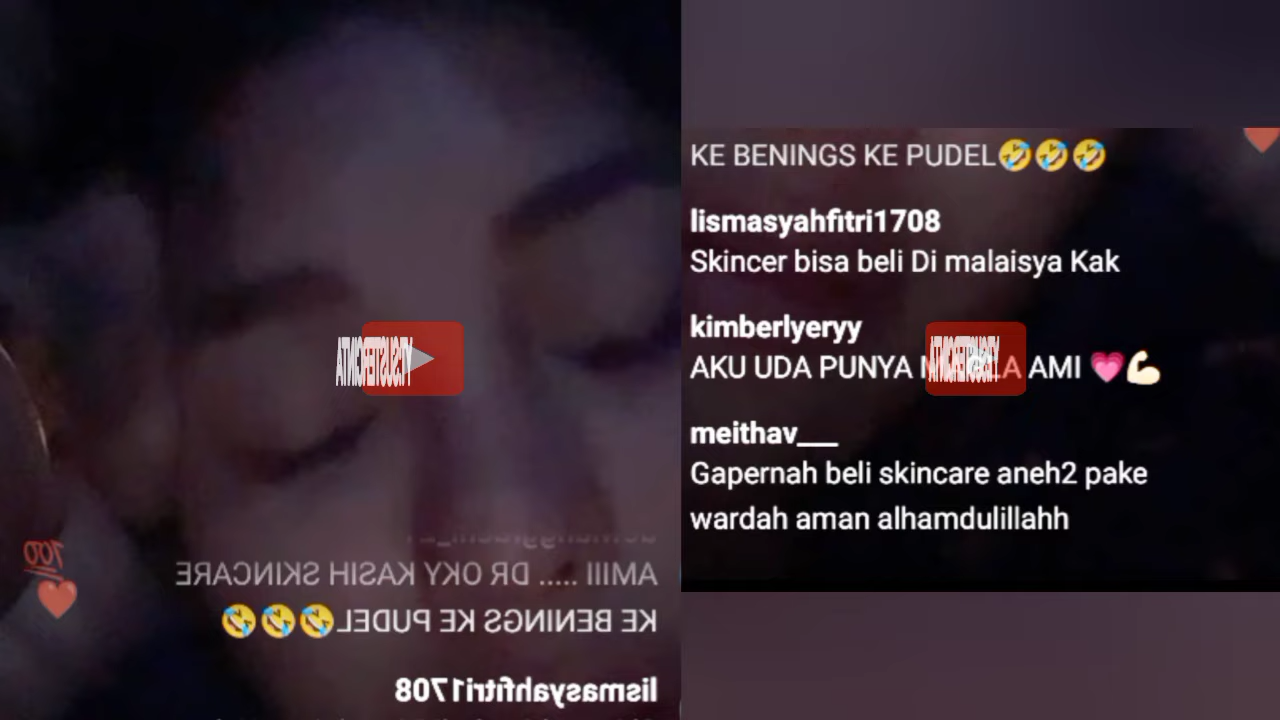 AMIII ..... DR OKY KASIH SKINCARE
KE BENINGS KE PUDEL🤣🤣🤣
lismasyahfitri1708
KE BENINGS KE PUDEL🤣🤣🤣
lismasyahfitri1708
Skincer bisa beli Di malaisya Kak
kimberlyeryy
AKU UDA PUNYA AMI 💗💪🏻
meithav___
Gapernah beli skincare aneh2 pake
wardah aman alhamdulillahh